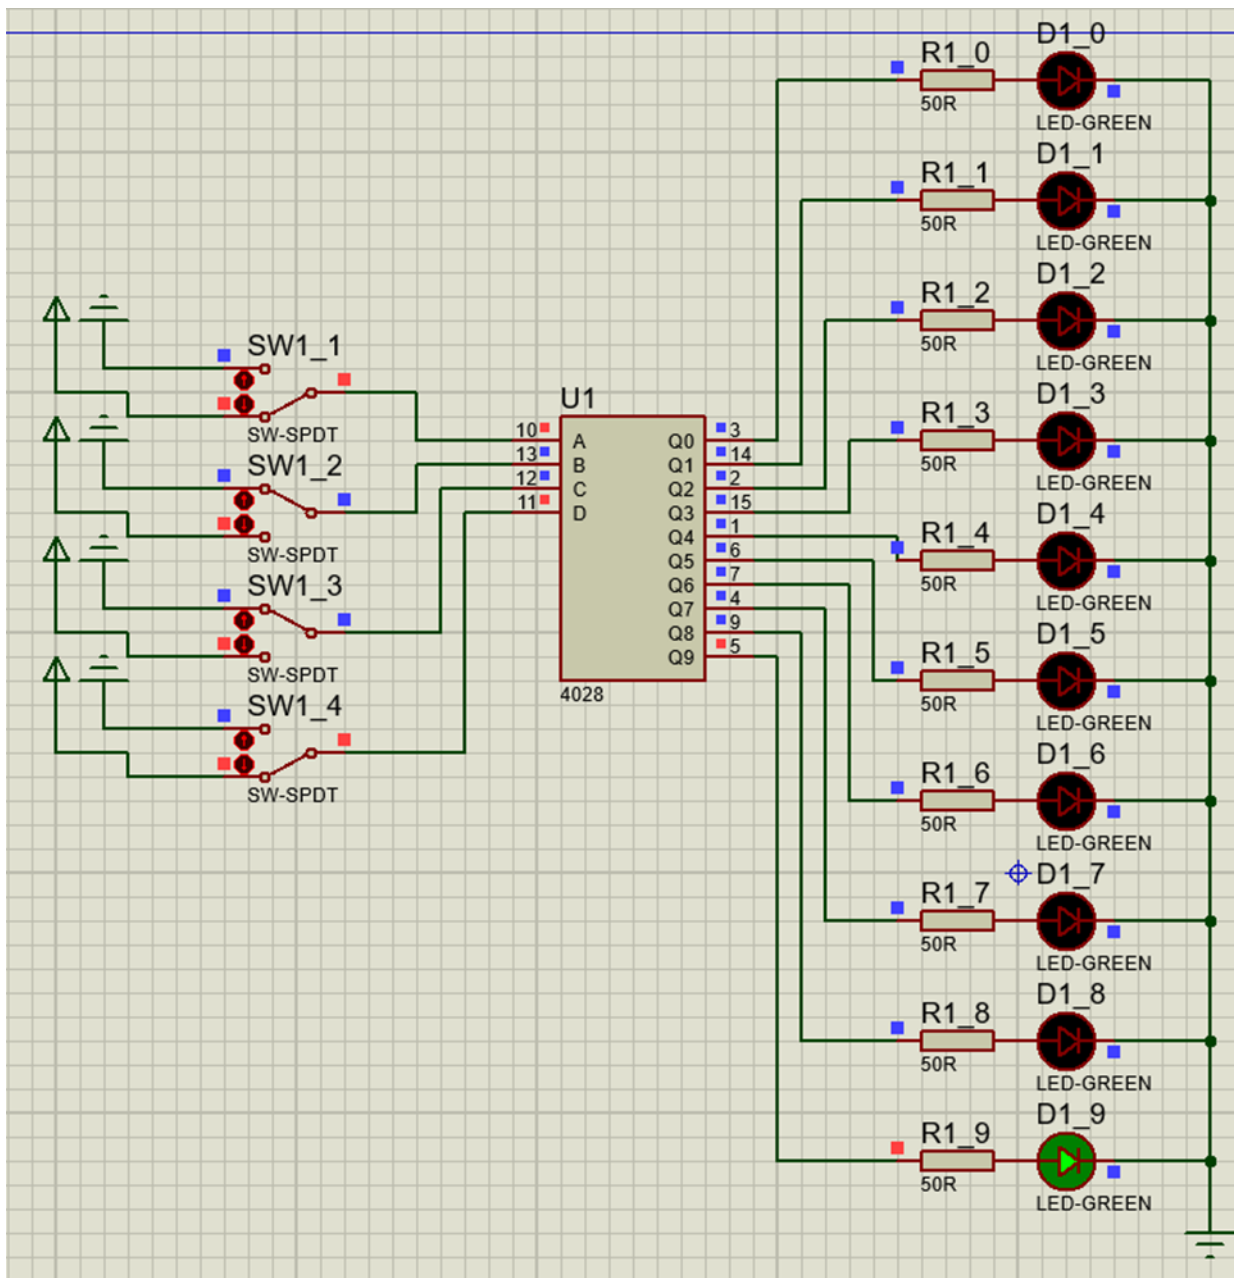 D1_0
R1_0
50R
LED-GREEN
D1_1
R1_1
50R
LED-GREEN
D1_2
R1_2
50R
LED-GREEN
D1_3
R1_3
50R
LED-GREEN
D1_4
R1_4
50R
LED-GREEN
D1_5
R1_5
50R
LED-GREEN
D1_6
R1_6
50R
LED-GREEN
D1_7
R1_7
50R
LED-GREEN
D1_8
R1_8
50R
LED-GREEN
D1_9
R1_9
50R
LED-GREEN
SW1_1
SW-SPDT
SW1_2
SW-SPDT
SW1_3
SW-SPDT
SW1_4
SW-SPDT
U1
10 A Q0 3
13 B Q1 14
12 C Q2 2
11 D Q3 15
Q4 1
Q5 6
Q6 7
Q7 4
Q8 9
Q9 5
4028